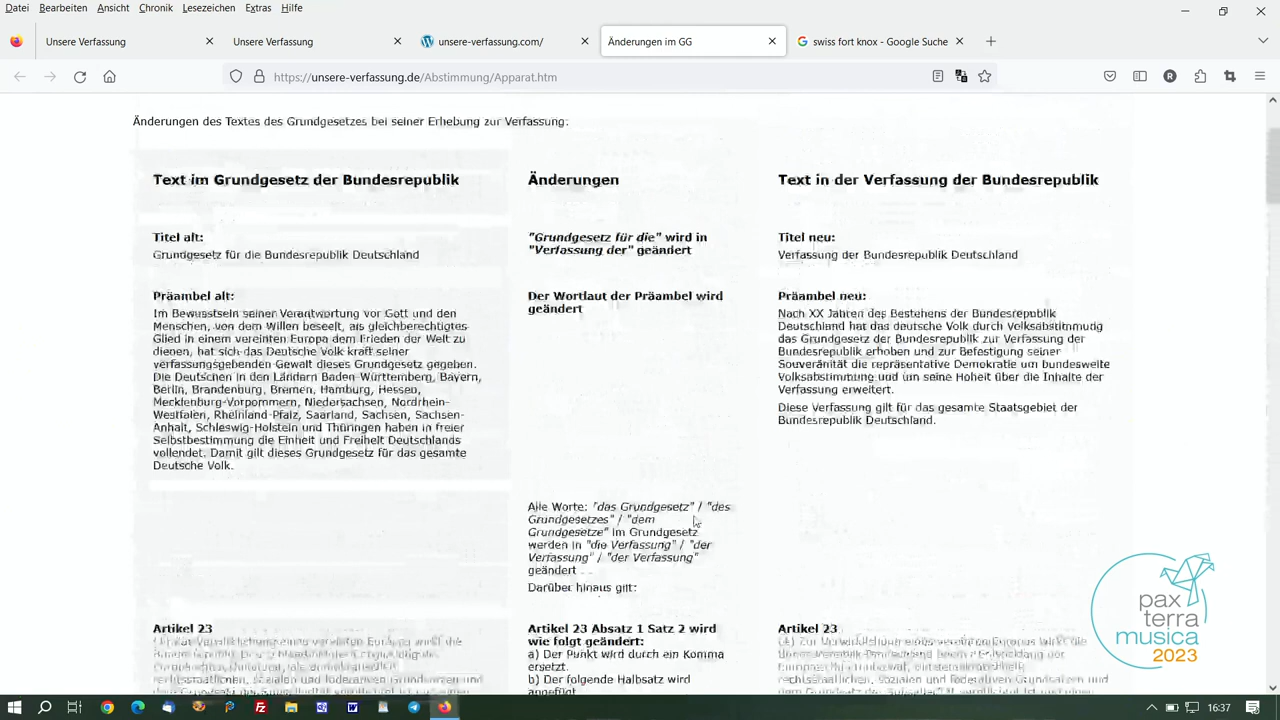 Datei Bearbeiten Ansicht Chronik Lesezeichen Extras Hilfe
Unsere Verfassung
Unsere Verfassung
unsere-verfassung.com/
Änderungen im GG
swiss fort knox - Google Suche
https://unsere-verfassung.de/Abstimmung/Apparat.htm
Änderungen des Textes des Grundgesetzes bei seiner Erhebung zur Verfassung:
Text im Grundgesetz der Bundesrepublik
Titel alt:
Grundgesetz für die Bundesrepublik Deutschland
Präambel alt:
Im Bewusstsein seiner Verantwortung vor Gott und den
Menschen, von dem Willen beseelt, als gleichberechtigtes
Glied in einem vereinten Europa dem Frieden der Welt zu
dienen, hat sich das Deutsche Volk kraft seiner
verfassungsgebenden Gewalt dieses Grundgesetz gegeben.
Die Deutschen in den Ländern Baden-Württemberg, Bayern,
Berlin, Brandenburg, Bremen, Hamburg, Hessen,
Mecklenburg-Vorpommern, Niedersachsen, Nordrhein-
Westfalen, Rheinland-Pfalz, Saarland, Sachsen, Sachsen-
Anhalt, Schleswig-Holstein und Thüringen haben in freier
Selbstbestimmung die Einheit und Freiheit Deutschlands
vollendet. Damit gilt dieses Grundgesetz für das gesamte
Deutsche Volk.
Artikel 23
Änderungen
"Grundgesetz für die" wird in
"Verfassung der" geändert
Der Wortlaut der Präambel wird
geändert
Alle Worte: "das Grundgesetz" / "des
Grundgesetzes" / "dem
Grundgesetze" im Grundgesetz
werden in "die Verfassung" / "der
Verfassung" / "der Verfassung"
geändert
Darüber hinaus gilt:
Artikel 23 Absatz 1 Satz 2 wird
wie folgt geändert:
a) Der Punkt wird durch ein Komma
ersetzt.
b) Der folgende Halbsatz wird
angefügt
Text in der Verfassung der Bundesrepublik
Titel neu:
Verfassung der Bundesrepublik Deutschland
Präambel neu:
Nach XX Jahren des Bestehens der Bundesrepublik
Deutschland hat das deutsche Volk durch Volksabstimmung
das Grundgesetz der Bundesrepublik zur Verfassung der
Bundesrepublik erhoben und zur Befestigung seiner
Souveränität die repräsentative Demokratie um bundesweite
Volksabstimmung und um seine Hoheit über die Inhalte der
Verfassung erweitert.
Diese Verfassung gilt für das gesamte Staatsgebiet der
Bundesrepublik Deutschland.
Artikel 23
pax
terra
musica
2023
16:37